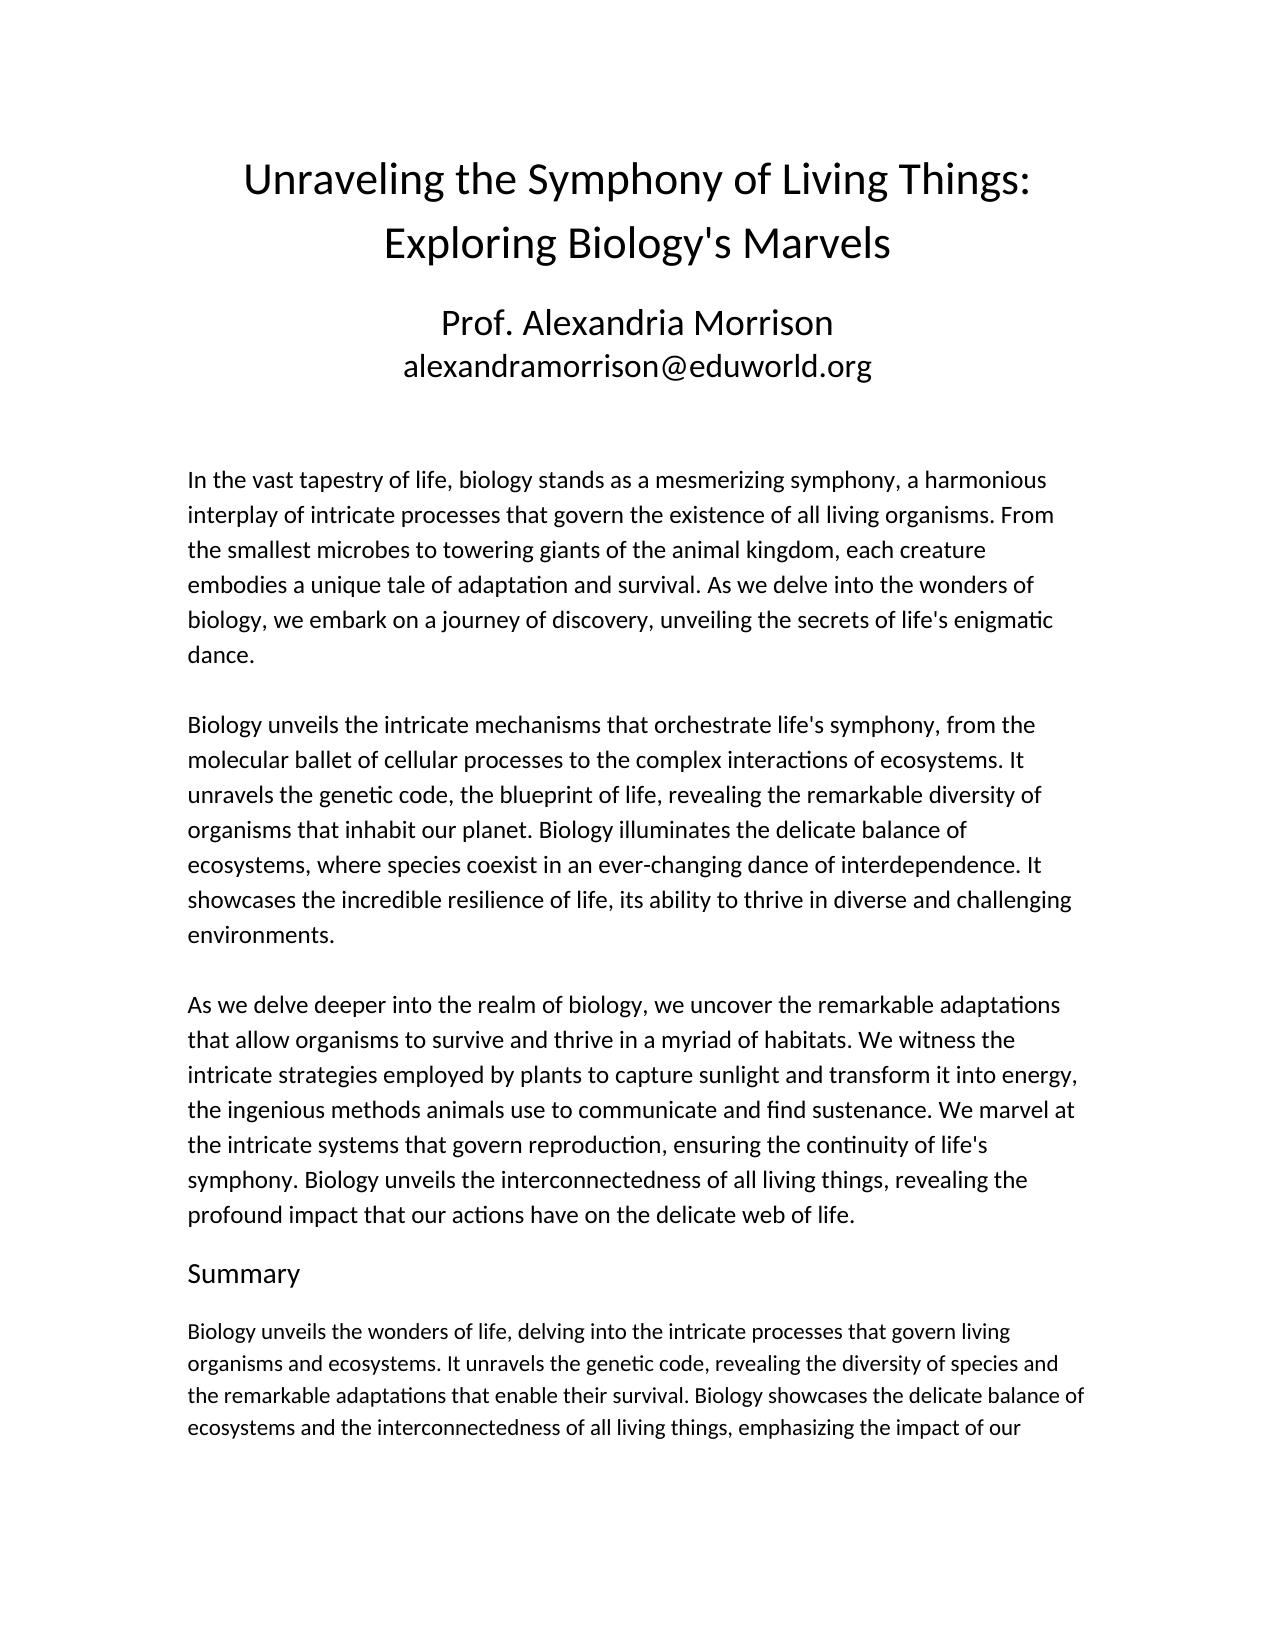 Unraveling the Symphony of Living Things:
Exploring Biology's Marvels
Prof. Alexandria Morrison
alexandramorrison@eduworld.org
In the vast tapestry of life, biology stands as a mesmerizing symphony, a harmonious
interplay of intricate processes that govern the existence of all living organisms. From
the smallest microbes to towering giants of the animal kingdom, each creature
embodies a unique tale of adaptation and survival. As we delve into the wonders of
biology, we embark on a journey of discovery, unveiling the secrets of life's enigmatic
dance.
Biology unveils the intricate mechanisms that orchestrate life's symphony, from the
molecular ballet of cellular processes to the complex interactions of ecosystems. It
unravels the genetic code, the blueprint of life, revealing the remarkable diversity of
organisms that inhabit our planet. Biology illuminates the delicate balance of
ecosystems, where species coexist in an ever-changing dance of interdependence. It
showcases the incredible resilience of life, its ability to thrive in diverse and challenging
environments.
As we delve deeper into the realm of biology, we uncover the remarkable adaptations
that allow organisms to survive and thrive in a myriad of habitats. We witness the
intricate strategies employed by plants to capture sunlight and transform it into energy,
the ingenious methods animals use to communicate and find sustenance. We marvel at
the intricate systems that govern reproduction, ensuring the continuity of life's
symphony. Biology unveils the interconnectedness of all living things, revealing the
profound impact that our actions have on the delicate web of life.
Summary
Biology unveils the wonders of life, delving into the intricate processes that govern living
organisms and ecosystems. It unravels the genetic code, revealing the diversity of species and
the remarkable adaptations that enable their survival. Biology showcases the delicate balance of
ecosystems and the interconnectedness of all living things, emphasizing the impact of our